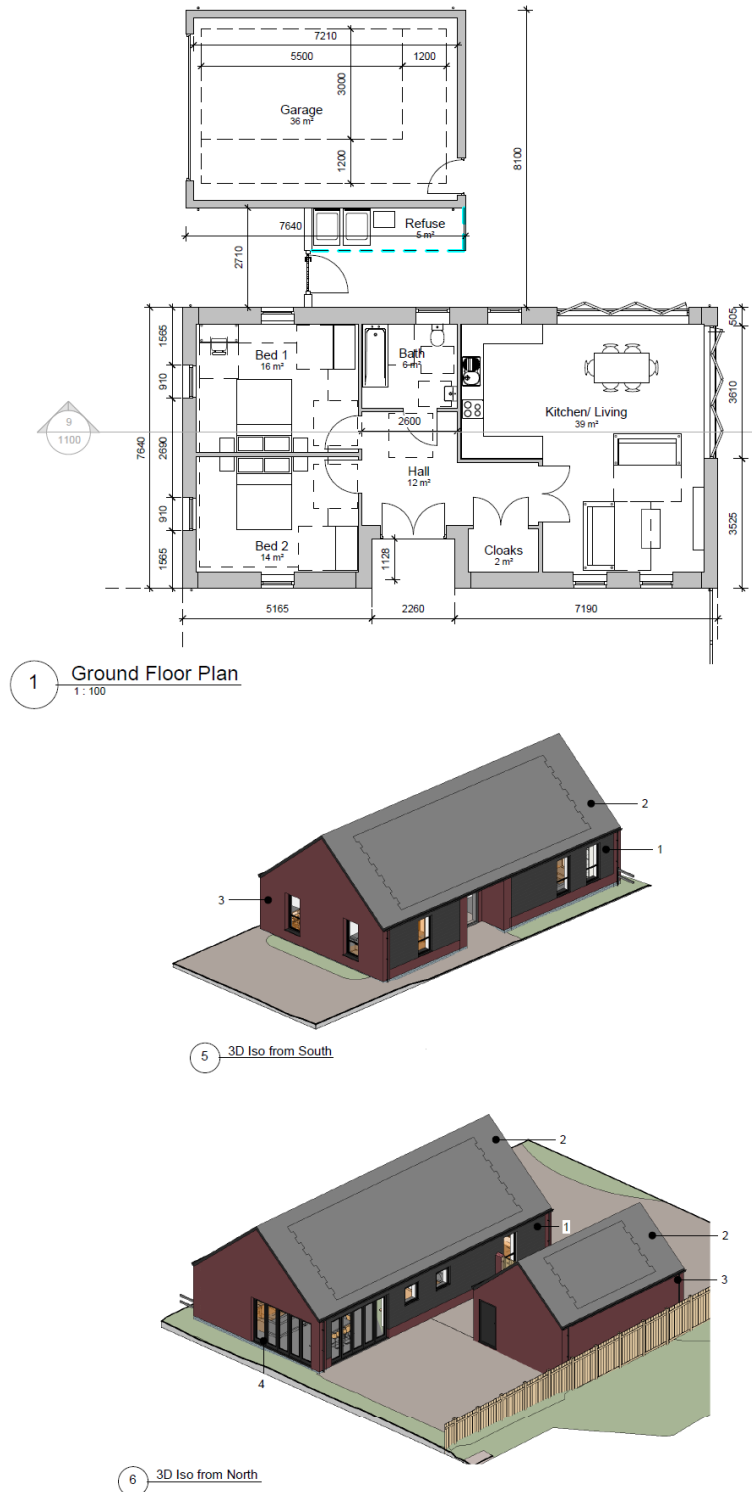 7210
5500
1200
3000
Garage
36 m²
1200
8100
Refuse
5 m²
7640
2710
1565
910
2690
910
1565
7640
505
3610
3525
Bed 1
16 m²
Bath
6 m²
Kitchen/ Living
39 m²
9
1100
2600
Hall
12 m²
Bed 2
14 m²
Cloaks
2 m²
1128
5165
2260
7190
1
Ground Floor Plan
1 : 100
2
1
3
5
3D Iso from South
2
1
2
3
4
6
3D Iso from North